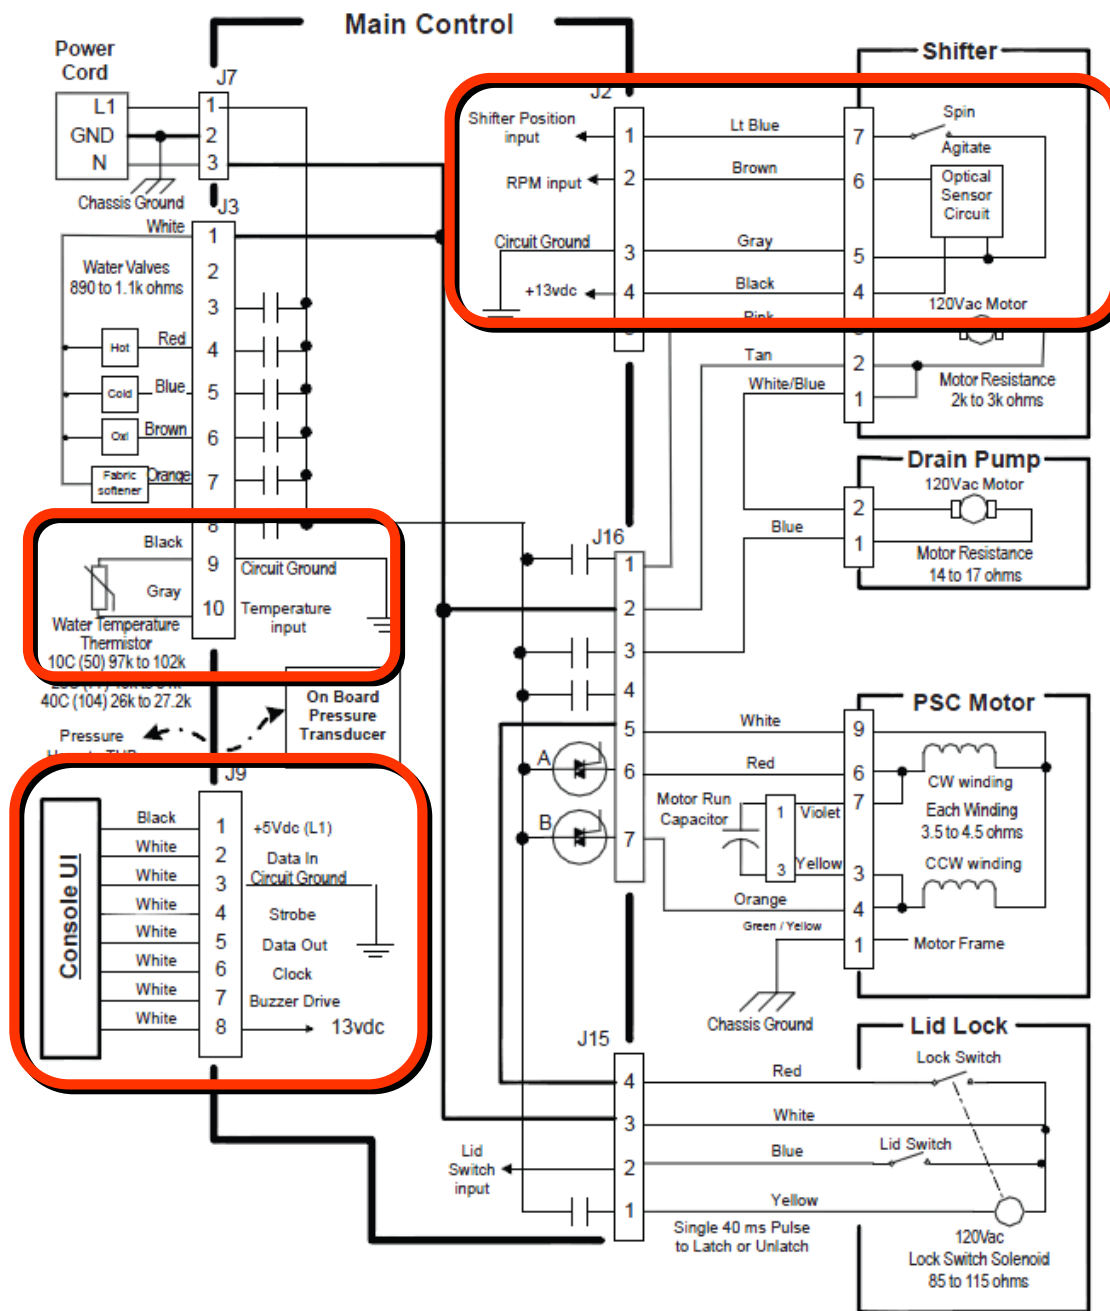 Main Control
Power
Cord
J7
L1
GND
N
1
2
3
Chassis Ground
J3
White
1
Water Valves
890 to 1.1k ohms
2
3
Hot
Red
4
Cold
Blue
5
Oxi
Brown
6
Fabric
softener
Orange
7
8
Black
9
Circuit Ground
Gray
10
Temperature
input
Water Temperature
Thermistor
10C (50) 97k to 102k
40C (104) 26k to 27.2k
Pressure
On Board
Pressure
Transducer
J9
Console UI
Black
1
+5Vdc (L1)
White
2
Data In
White
3
Circuit Ground
White
4
Strobe
White
5
Data Out
White
6
Clock
White
7
Buzzer Drive
White
8
13vdc
J2
Shifter Position
input
1
Lt Blue
7
RPM input
2
Brown
6
Circuit Ground
3
Gray
5
+13vdc
4
Black
4
Pink
Shifter
Spin
Agitate
Optical
Sensor
Circuit
120Vac Motor
Tan
2
White/Blue
1
Motor Resistance
2k to 3k ohms
Drain Pump
120Vac Motor
2
Blue
1
Motor Resistance
14 to 17 ohms
J16
1
2
3
4
5
A
6
B
7
PSC Motor
White
9
Red
6
CW winding
7
Motor Run
Capacitor
1
Violet
Each Winding
3.5 to 4.5 ohms
3
Yellow
3
CCW winding
Orange
4
Green / Yellow
1
Motor Frame
Chassis Ground
J15
Lid Lock
4
Red
Lock Switch
3
White
Lid
Switch
input
2
Blue
Lid Switch
1
Yellow
Single 40 ms Pulse
to Latch or Unlatch
120Vac
Lock Switch Solenoid
85 to 115 ohms